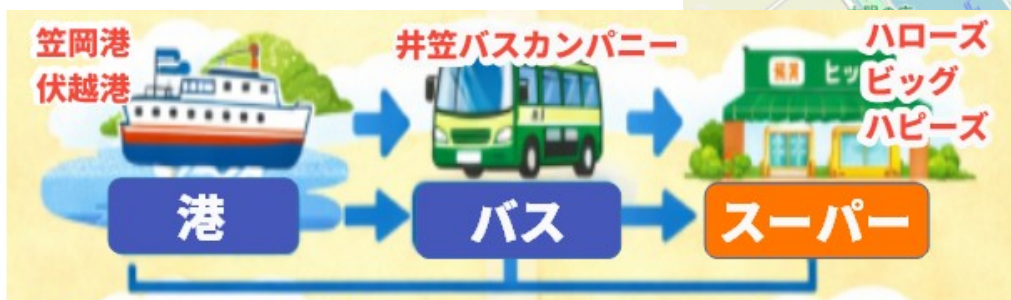 笠岡港
伏越港
井笠バスカンパニー
ハローズ
ビッグ
ハピーズ
港
バス
スーパー